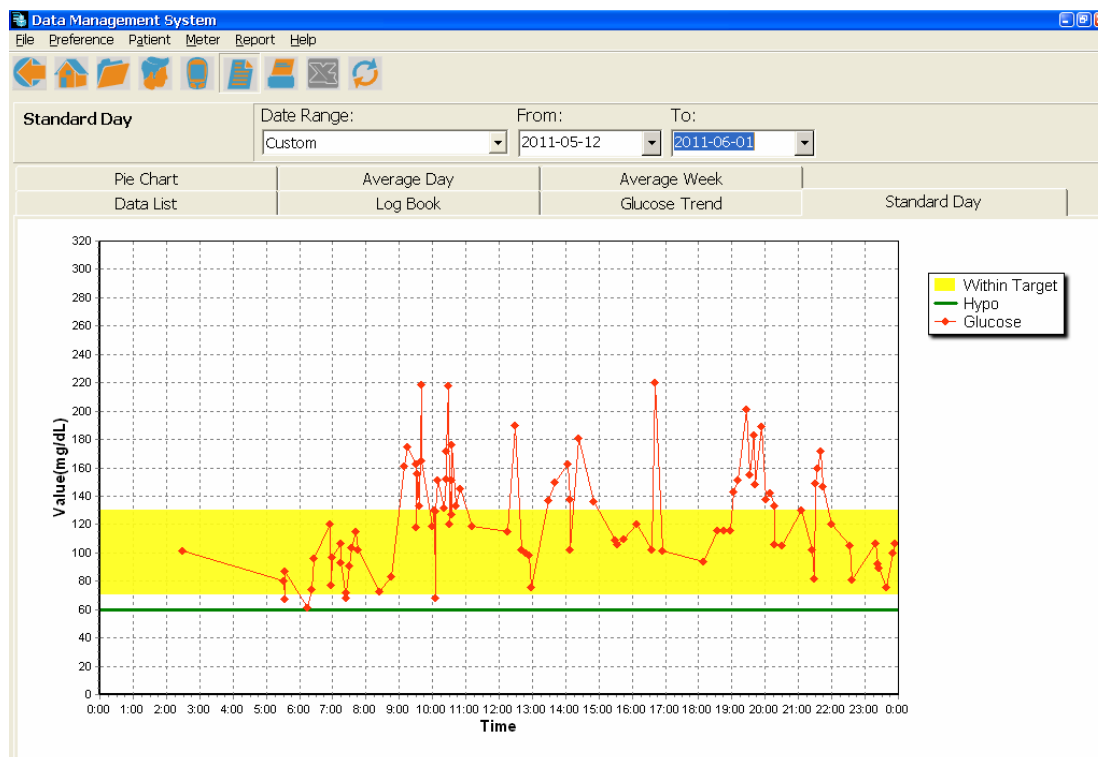 Data Management System
File Preference Patient Meter Report Help
Standard Day
Date Range: From: To:
Custom 2011-05-12 2011-06-01
Pie Chart Average Day Average Week
Data List Log Book Glucose Trend Standard Day
320
300
280
260
240
220
200
180
160
140
120
100
80
60
40
20
0
Value(mg/dL)
0:00 1:00 2:00 3:00 4:00 5:00 6:00 7:00 8:00 9:00 10:00 11:00 12:00 13:00 14:00 15:00 16:00 17:00 18:00 19:00 20:00 21:00 22:00 23:00 0:00
Time
Within Target
Hypo
Glucose